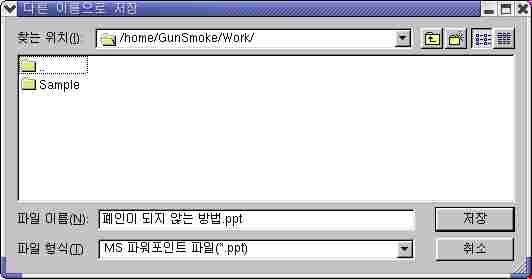 다른 이름으로 저장
찾는 위치(I): /home/GunSmoke/Work/
..
Sample
파일 이름(N): 페인이 되지 않는 방법.ppt 저장
파일 형식(T) MS 파워포인트 파일(*.ppt) 취소